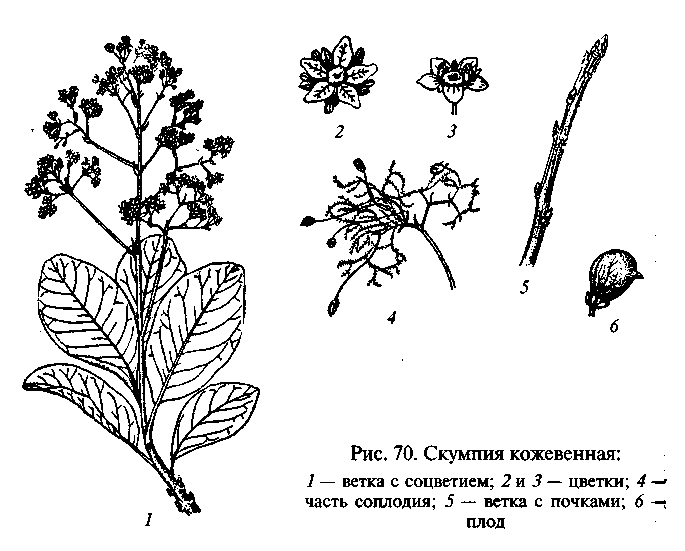 2
3
4
5
6
1
Рис. 70. Скумпия кожевенная:
1 — ветка с соцветием; 2 и 3 — цветки; 4 —
часть соплодия; 5 — ветка с почками; 6 —
плод